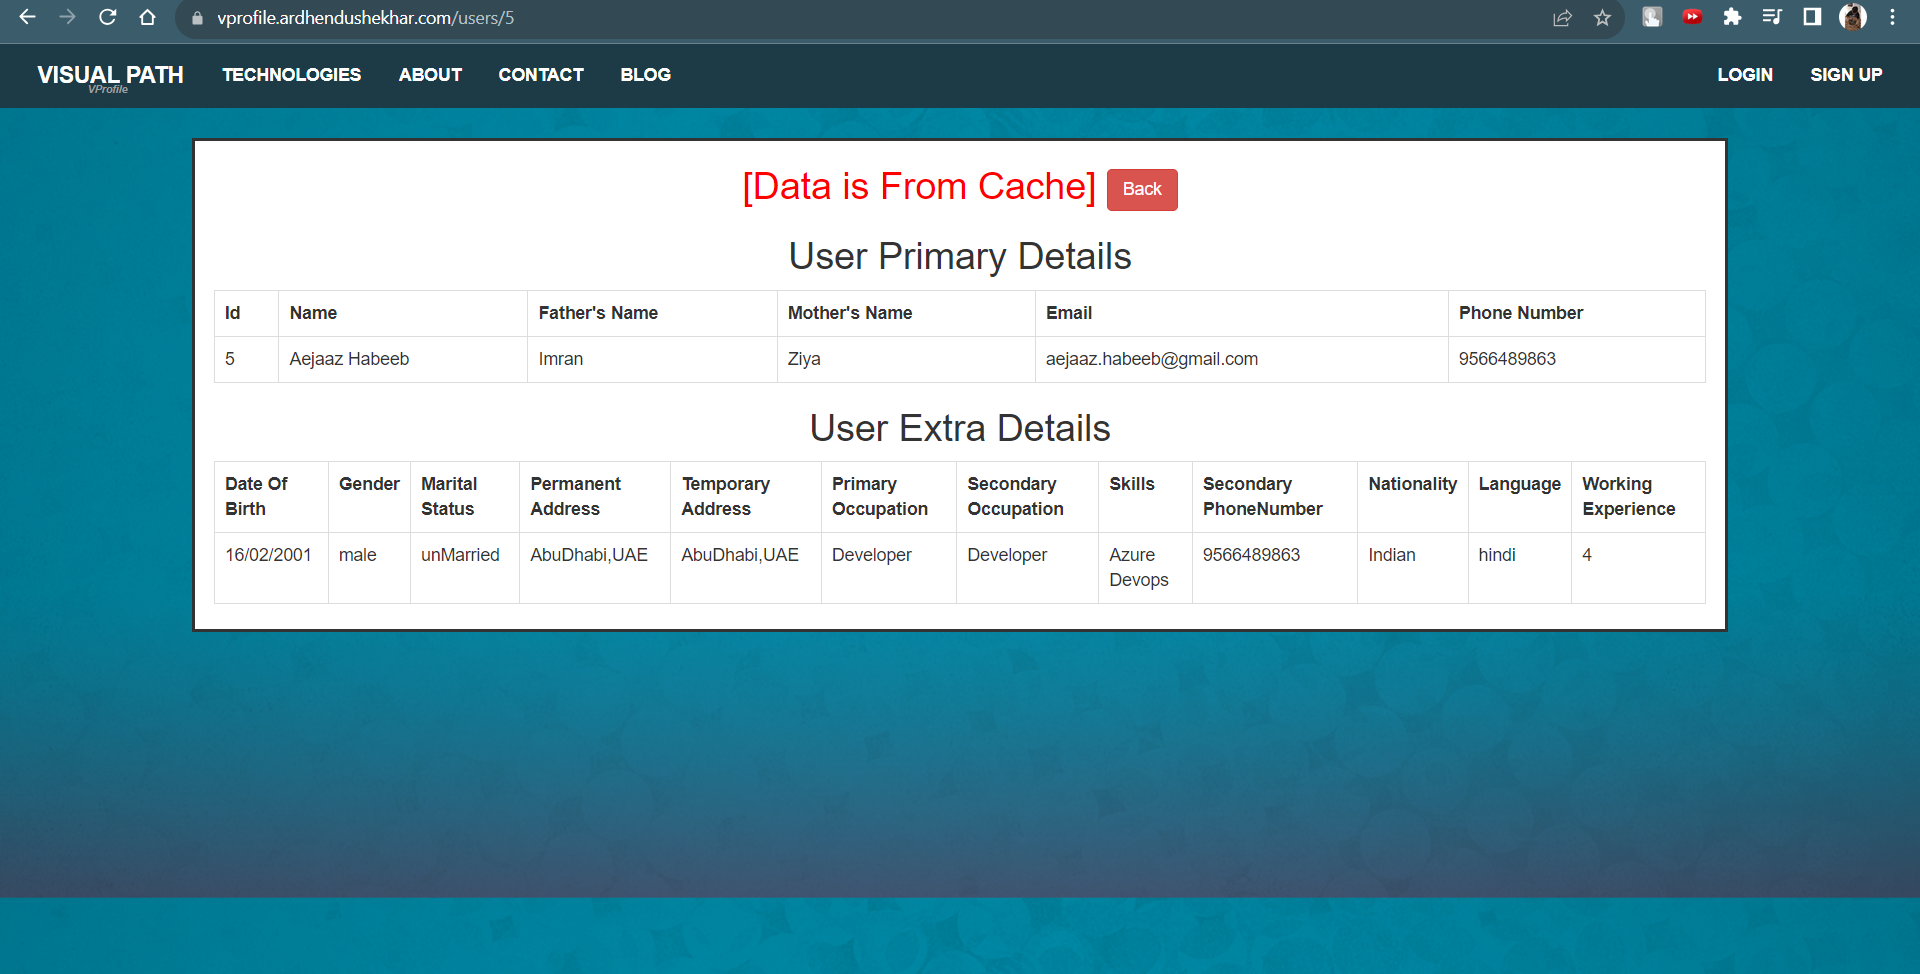 vprofile.ardhendushekhar.com/users/5
VISUAL PATH TECHNOLOGIES ABOUT CONTACT BLOG LOGIN SIGN UP
VProfile
[Data is From Cache] Back
User Primary Details
Id Name Father's Name Mother's Name Email Phone Number
5 Aejaaz Habeeb Imran Ziya aejaaz.habeeb@gmail.com 9566489863
User Extra Details
Date Of Gender Marital Permanent Temporary Primary Secondary Skills Secondary Nationality Language Working
Birth Status Address Address Occupation Occupation PhoneNumber Experience
16/02/2001 male unMarried AbuDhabi,UAE AbuDhabi,UAE Developer Developer Azure 9566489863 Indian hindi 4
Devops